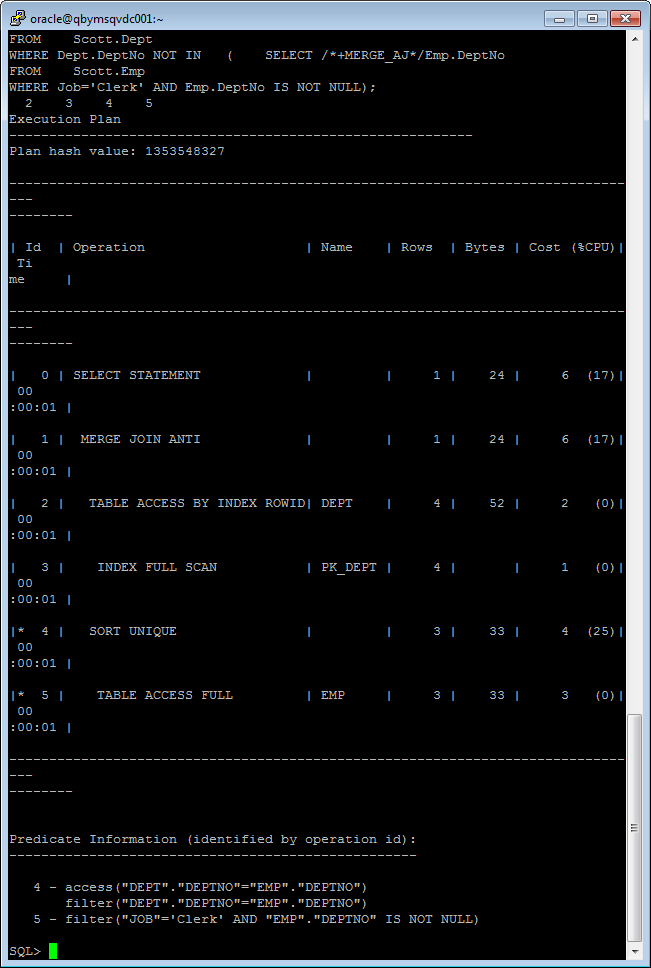 oracle@qbymsqvdc001:~
FROM    Scott.Dept
WHERE Dept.DeptNo NOT IN   (    SELECT /*+MERGE_AJ*/Emp.DeptNo
FROM    Scott.Emp
WHERE Job='Clerk' AND Emp.DeptNo IS NOT NULL);
  2    3    4    5
Execution Plan
----------------------------------------------------------
Plan hash value: 1353548327

-----------------------------------------------------------------------------
---
--------

| Id  | Operation                    | Name    | Rows  | Bytes | Cost (%CPU)|
 Ti
me     |

-----------------------------------------------------------------------------
---
--------

|   0 | SELECT STATEMENT             |         |     1 |    24 |     6  (17)|
 00
:00:01 |

|   1 |  MERGE JOIN ANTI             |         |     1 |    24 |     6  (17)|
 00
:00:01 |

|   2 |   TABLE ACCESS BY INDEX ROWID| DEPT    |     4 |    52 |     2   (0)|
 00
:00:01 |

|   3 |    INDEX FULL SCAN           | PK_DEPT |     4 |       |     1   (0)|
 00
:00:01 |

|*  4 |   SORT UNIQUE                |         |     3 |    33 |     4  (25)|
 00
:00:01 |

|*  5 |    TABLE ACCESS FULL         | EMP     |     3 |    33 |     3   (0)|
 00
:00:01 |

-----------------------------------------------------------------------------
---
--------


Predicate Information (identified by operation id):
---------------------------------------------------

   4 - access("DEPT"."DEPTNO"="EMP"."DEPTNO")
       filter("DEPT"."DEPTNO"="EMP"."DEPTNO")
   5 - filter("JOB"='Clerk' AND "EMP"."DEPTNO" IS NOT NULL)

SQL>